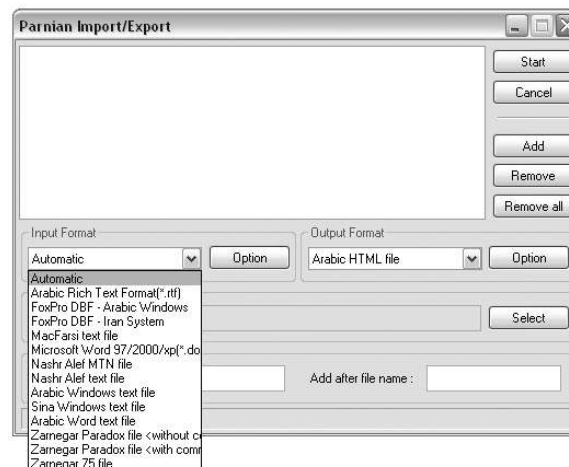 Parnian Import/Export
Start
Cancel
Add
Remove
Remove all
Input Format
Automatic
Option
Output Format
Arabic HTML file
Option
Automatic
Arabic Rich Text Format(*.rtf)
FoxPro DBF - Arabic Windows
FoxPro DBF - Iran System
MacFarsi text file
Microsoft Word 97/2000/xp(*.do
Nashr Alef MTN file
Nashr Alef text file
Arabic Windows text file
Sina Windows text file
Arabic Word text file
Zarnegar Paradox file <without c
Zarnegar Paradox file <with comm
Zarnegar 75 file
Select
Add after file name :